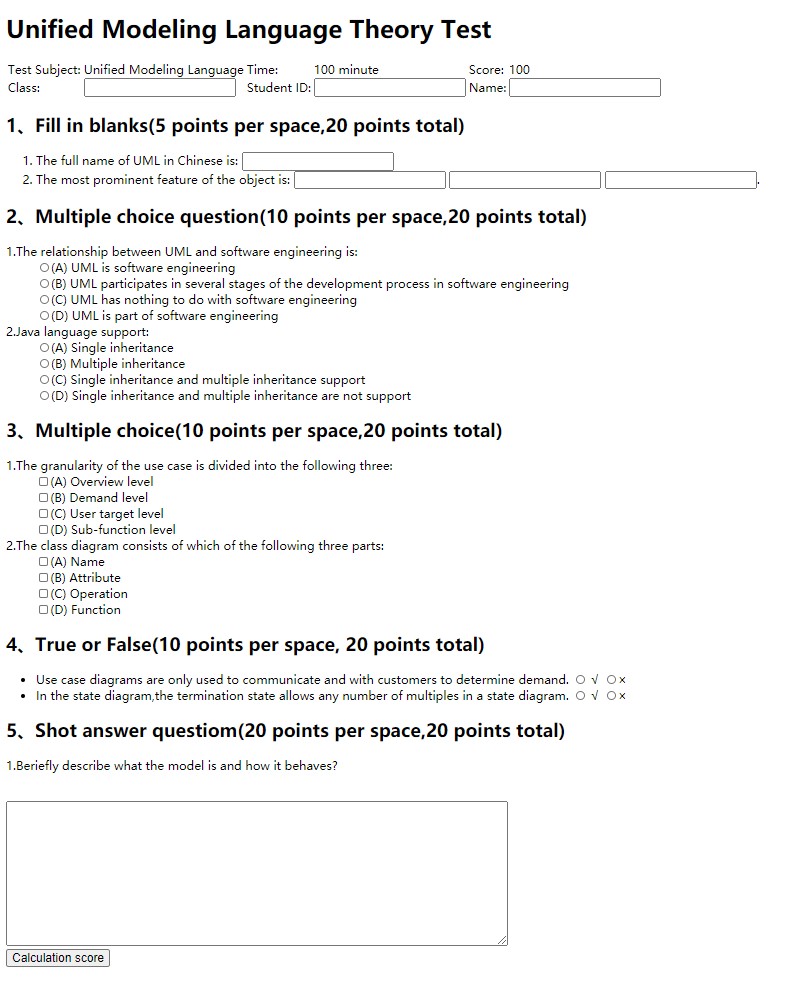 Unified Modeling Language Theory Test
Test Subject: Unified Modeling Language Time: 100 minute Score: 100
Class: Student ID: Name:
1、Fill in blanks(5 points per space,20 points total)
1. The full name of UML in Chinese is:
2. The most prominent feature of the object is: .
2、Multiple choice question(10 points per space,20 points total)
1.The relationship between UML and software engineering is:
(A) UML is software engineering
(B) UML participates in several stages of the development process in software engineering
(C) UML has nothing to do with software engineering
(D) UML is part of software engineering
2.Java language support:
(A) Single inheritance
(B) Multiple inheritance
(C) Single inheritance and multiple inheritance support
(D) Single inheritance and multiple inheritance are not support
3、Multiple choice(10 points per space,20 points total)
1.The granularity of the use case is divided into the following three:
(A) Overview level
(B) Demand level
(C) User target level
(D) Sub-function level
2.The class diagram consists of which of the following three parts:
(A) Name
(B) Attribute
(C) Operation
(D) Function
4、True or False(10 points per space, 20 points total)
• Use case diagrams are only used to communicate and with customers to determine demand. √ ×
• In the state diagram,the termination state allows any number of multiples in a state diagram. √ ×
5、Shot answer questiom(20 points per space,20 points total)
1.Beriefly describe what the model is and how it behaves?
Calculation score